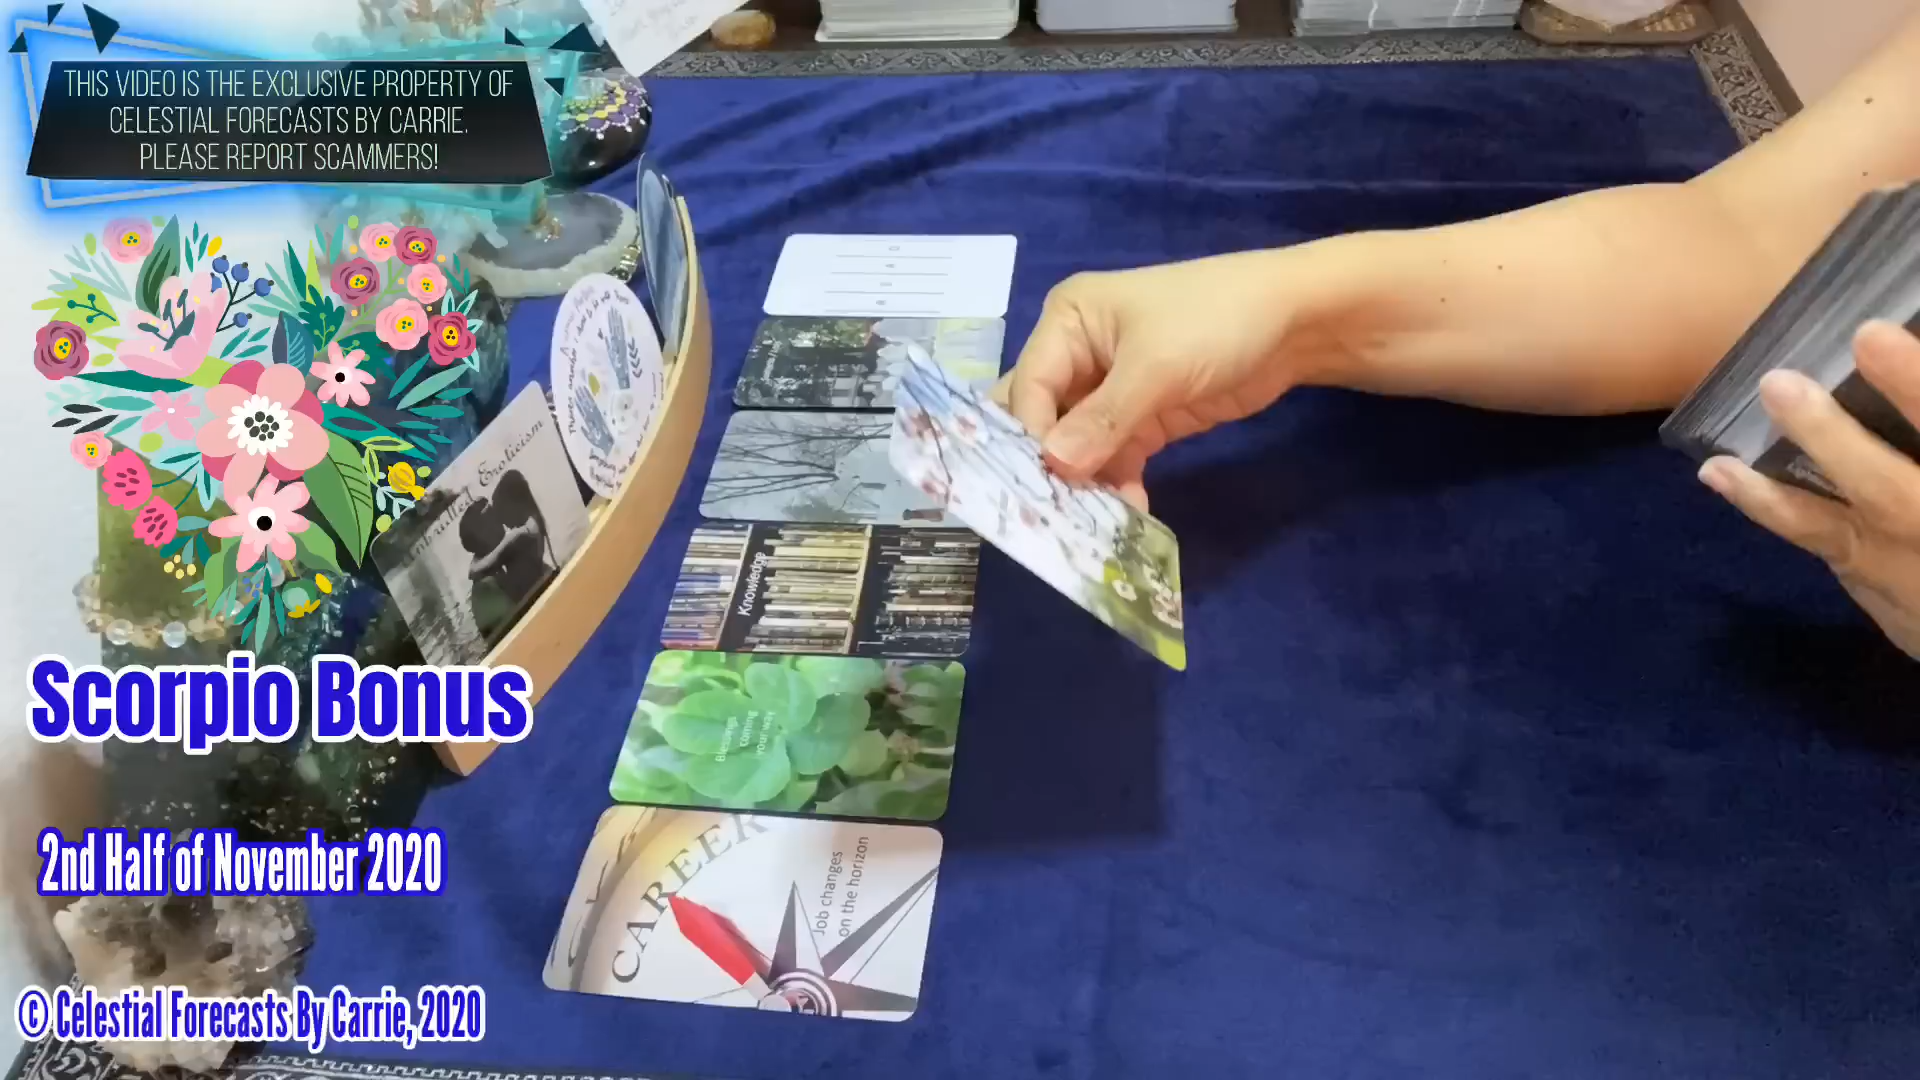 THIS VIDEO IS THE EXCLUSIVE PROPERTY OF
CELESTIAL FORECASTS BY CARRIE.
PLEASE REPORT SCAMMERS!
Unbridled Eroticism
Knowledge
Blessings
coming
your way
CAREER
Job changes
on the horizon
Scorpio Bonus
2nd Half of November 2020
© Celestial Forecasts By Carrie, 2020